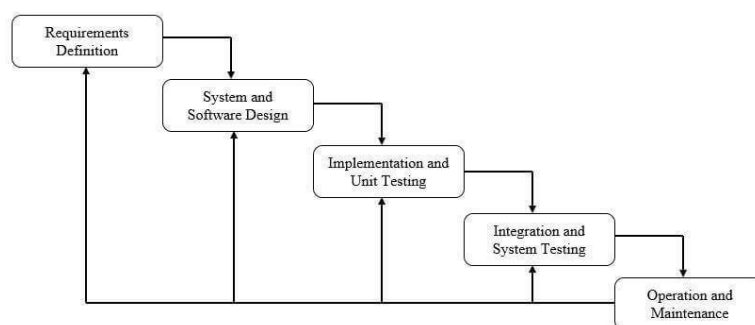 Requirements
Definition
System and
Software Design
Implementation and
Unit Testing
Integration and
System Testing
Operation and
Maintenance